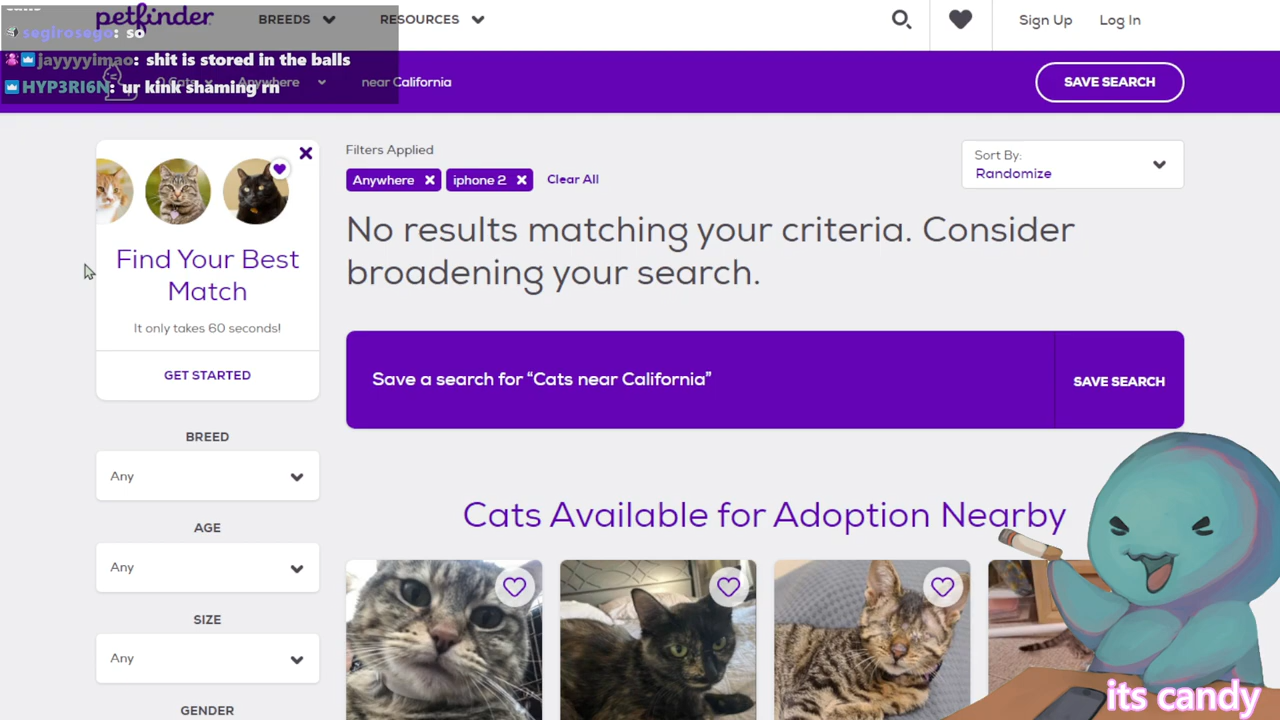 petfinder
BREEDS
RESOURCES
Sign Up
Log In
segirosego: so
jayyyyimao: shit is stored in the balls
HYP3RI6N: ur kink shaming rn
0 Cats
Anywhere
near California
SAVE SEARCH
Find Your Best
Match
It only takes 60 seconds!
GET STARTED
BREED
Any
AGE
Any
SIZE
Any
GENDER
Filters Applied
Anywhere
iphone 2
Clear All
Sort By:
Randomize
No results matching your criteria. Consider
broadening your search.
Save a search for “Cats near California”
SAVE SEARCH
Cats Available for Adoption Nearby
its candy